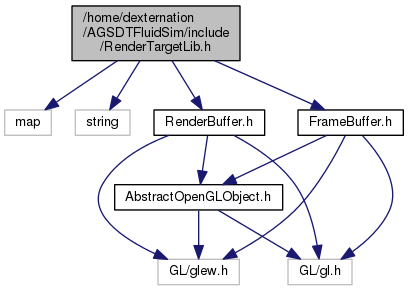 /home/dexternation
/AGSDTFluidSim/include
/RenderTargetLib.h
map
string
RenderBuffer.h
FrameBuffer.h
AbstractOpenGLObject.h
GL/glew.h
GL/gl.h